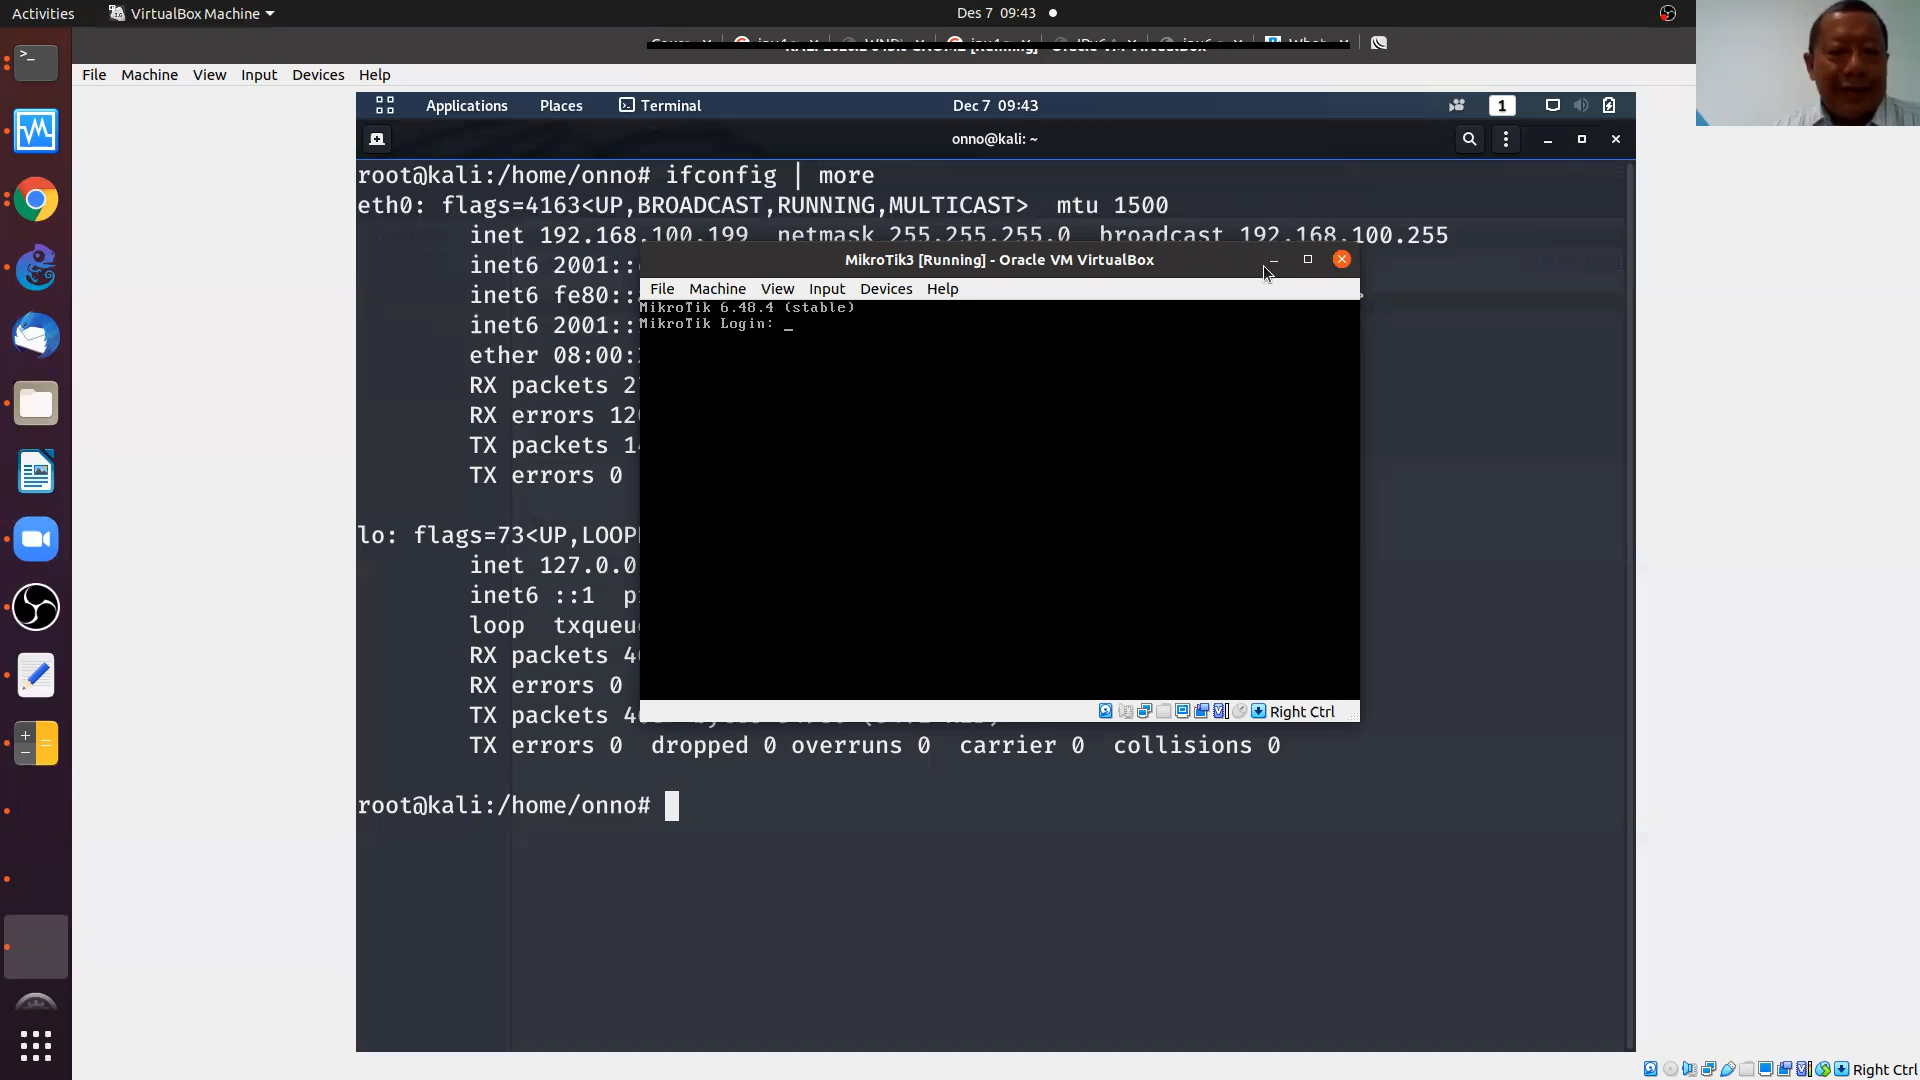 Activities VirtualBox Machine Des 7 09:43
File Machine View Input Devices Help
Applications Places Terminal Dec 7 09:43 1
onno@kali: ~
root@kali:/home/onno# ifconfig | more
eth0: flags=4163<UP,BROADCAST,RUNNING,MULTICAST> mtu 1500
inet 192.168.100.199 netmask 255.255.255.0 broadcast 192.168.100.255
inet6 2001::
inet6 fe80::
inet6 2001::
ether 08:00:
RX packets 2
RX errors 12
TX packets 1
TX errors 0
MikroTik3 [Running] - Oracle VM VirtualBox
File Machine View Input Devices Help
MikroTik 6.48.4 (stable)
MikroTik Login: _
Right Ctrl
lo: flags=73<UP,LOOP
inet 127.0.0
inet6 ::1
loop txqueu
RX packets 4
RX errors 0
TX packets 4
TX errors 0 dropped 0 overruns 0 carrier 0 collisions 0
root@kali:/home/onno#
Right Ctrl